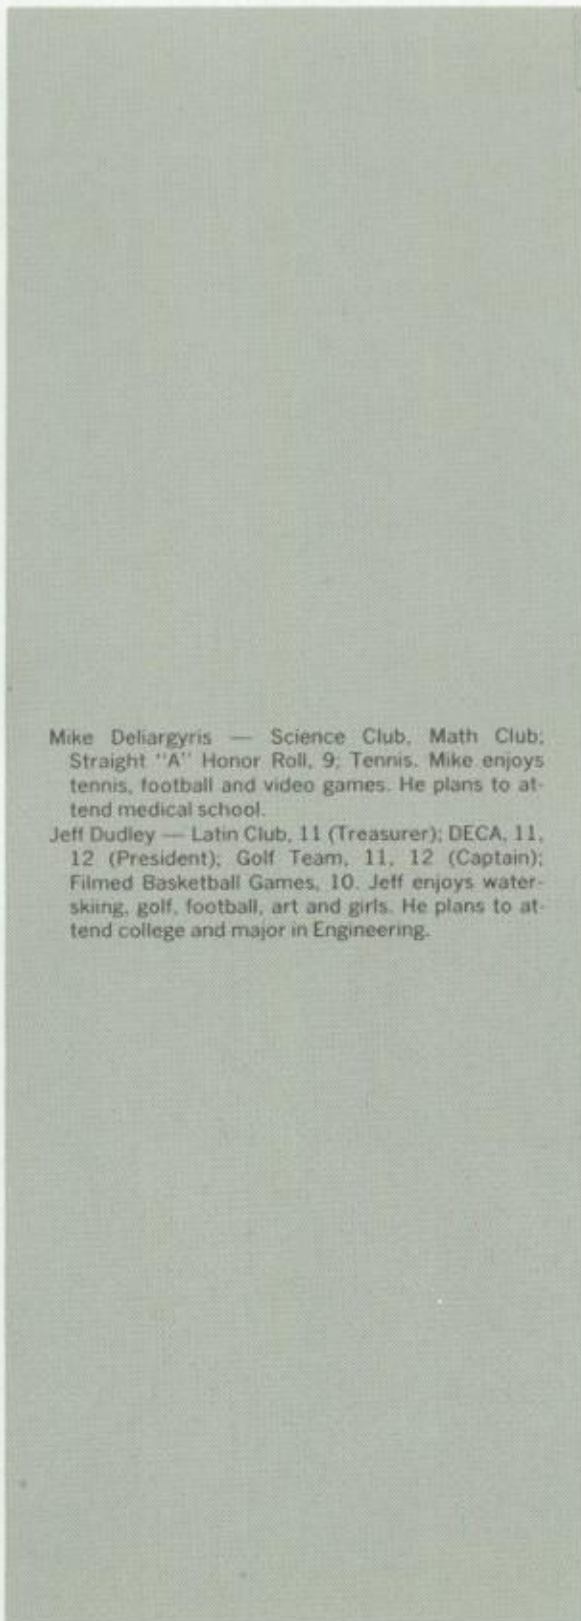 Mike Deliargyris — Science Club, Math Club;
Straight "A" Honor Roll, 9; Tennis. Mike enjoys
tennis, football and video games. He plans to at-
tend medical school.
Jeff Dudley — Latin Club, 11 (Treasurer); DECA, 11,
12 (President); Golf Team, 11, 12 (Captain);
Filmed Basketball Games, 10. Jeff enjoys water-
skiing, golf, football, art and girls. He plans to at-
tend college and major in Engineering.